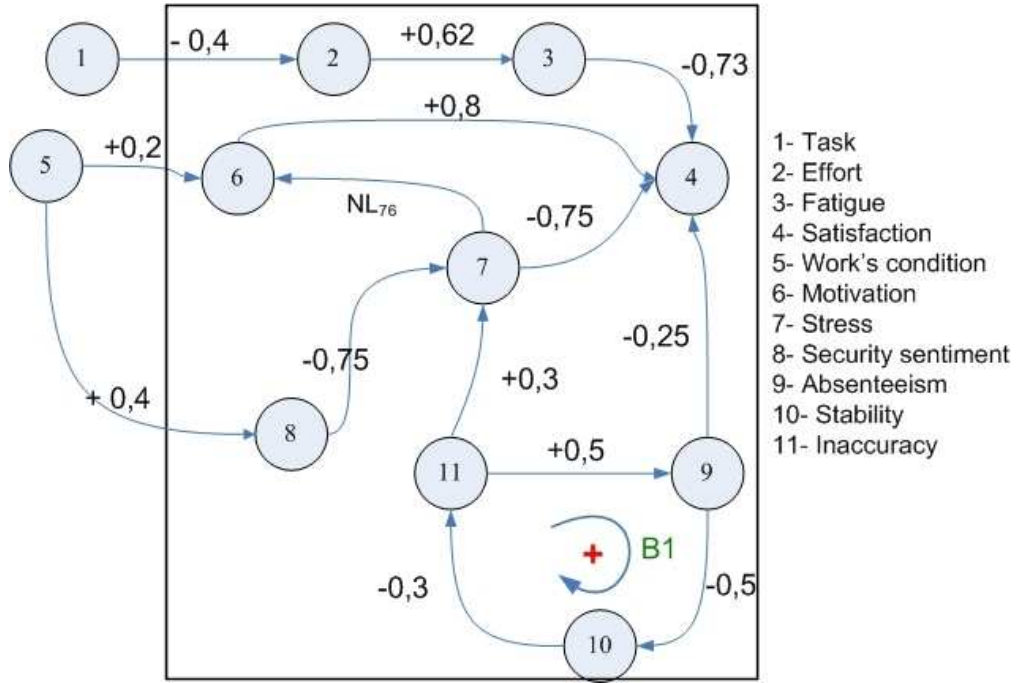 1
- 0,4
2
+0,62
3
-0,73
+0,8
5
+0,2
6
4
NL₇₆
-0,75
7
-0,75
+0,3
-0,25
+ 0,4
8
11
+0,5
9
B1
+
-0,3
-0,5
10
1- Task
2- Effort
3- Fatigue
4- Satisfaction
5- Work's condition
6- Motivation
7- Stress
8- Security sentiment
9- Absenteeism
10- Stability
11- Inaccuracy